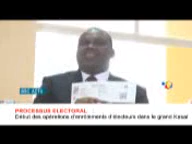 PROCESSUS ELECTORAL
Début des opérations d'enrôlements d'électeurs dans le grand Kasaï